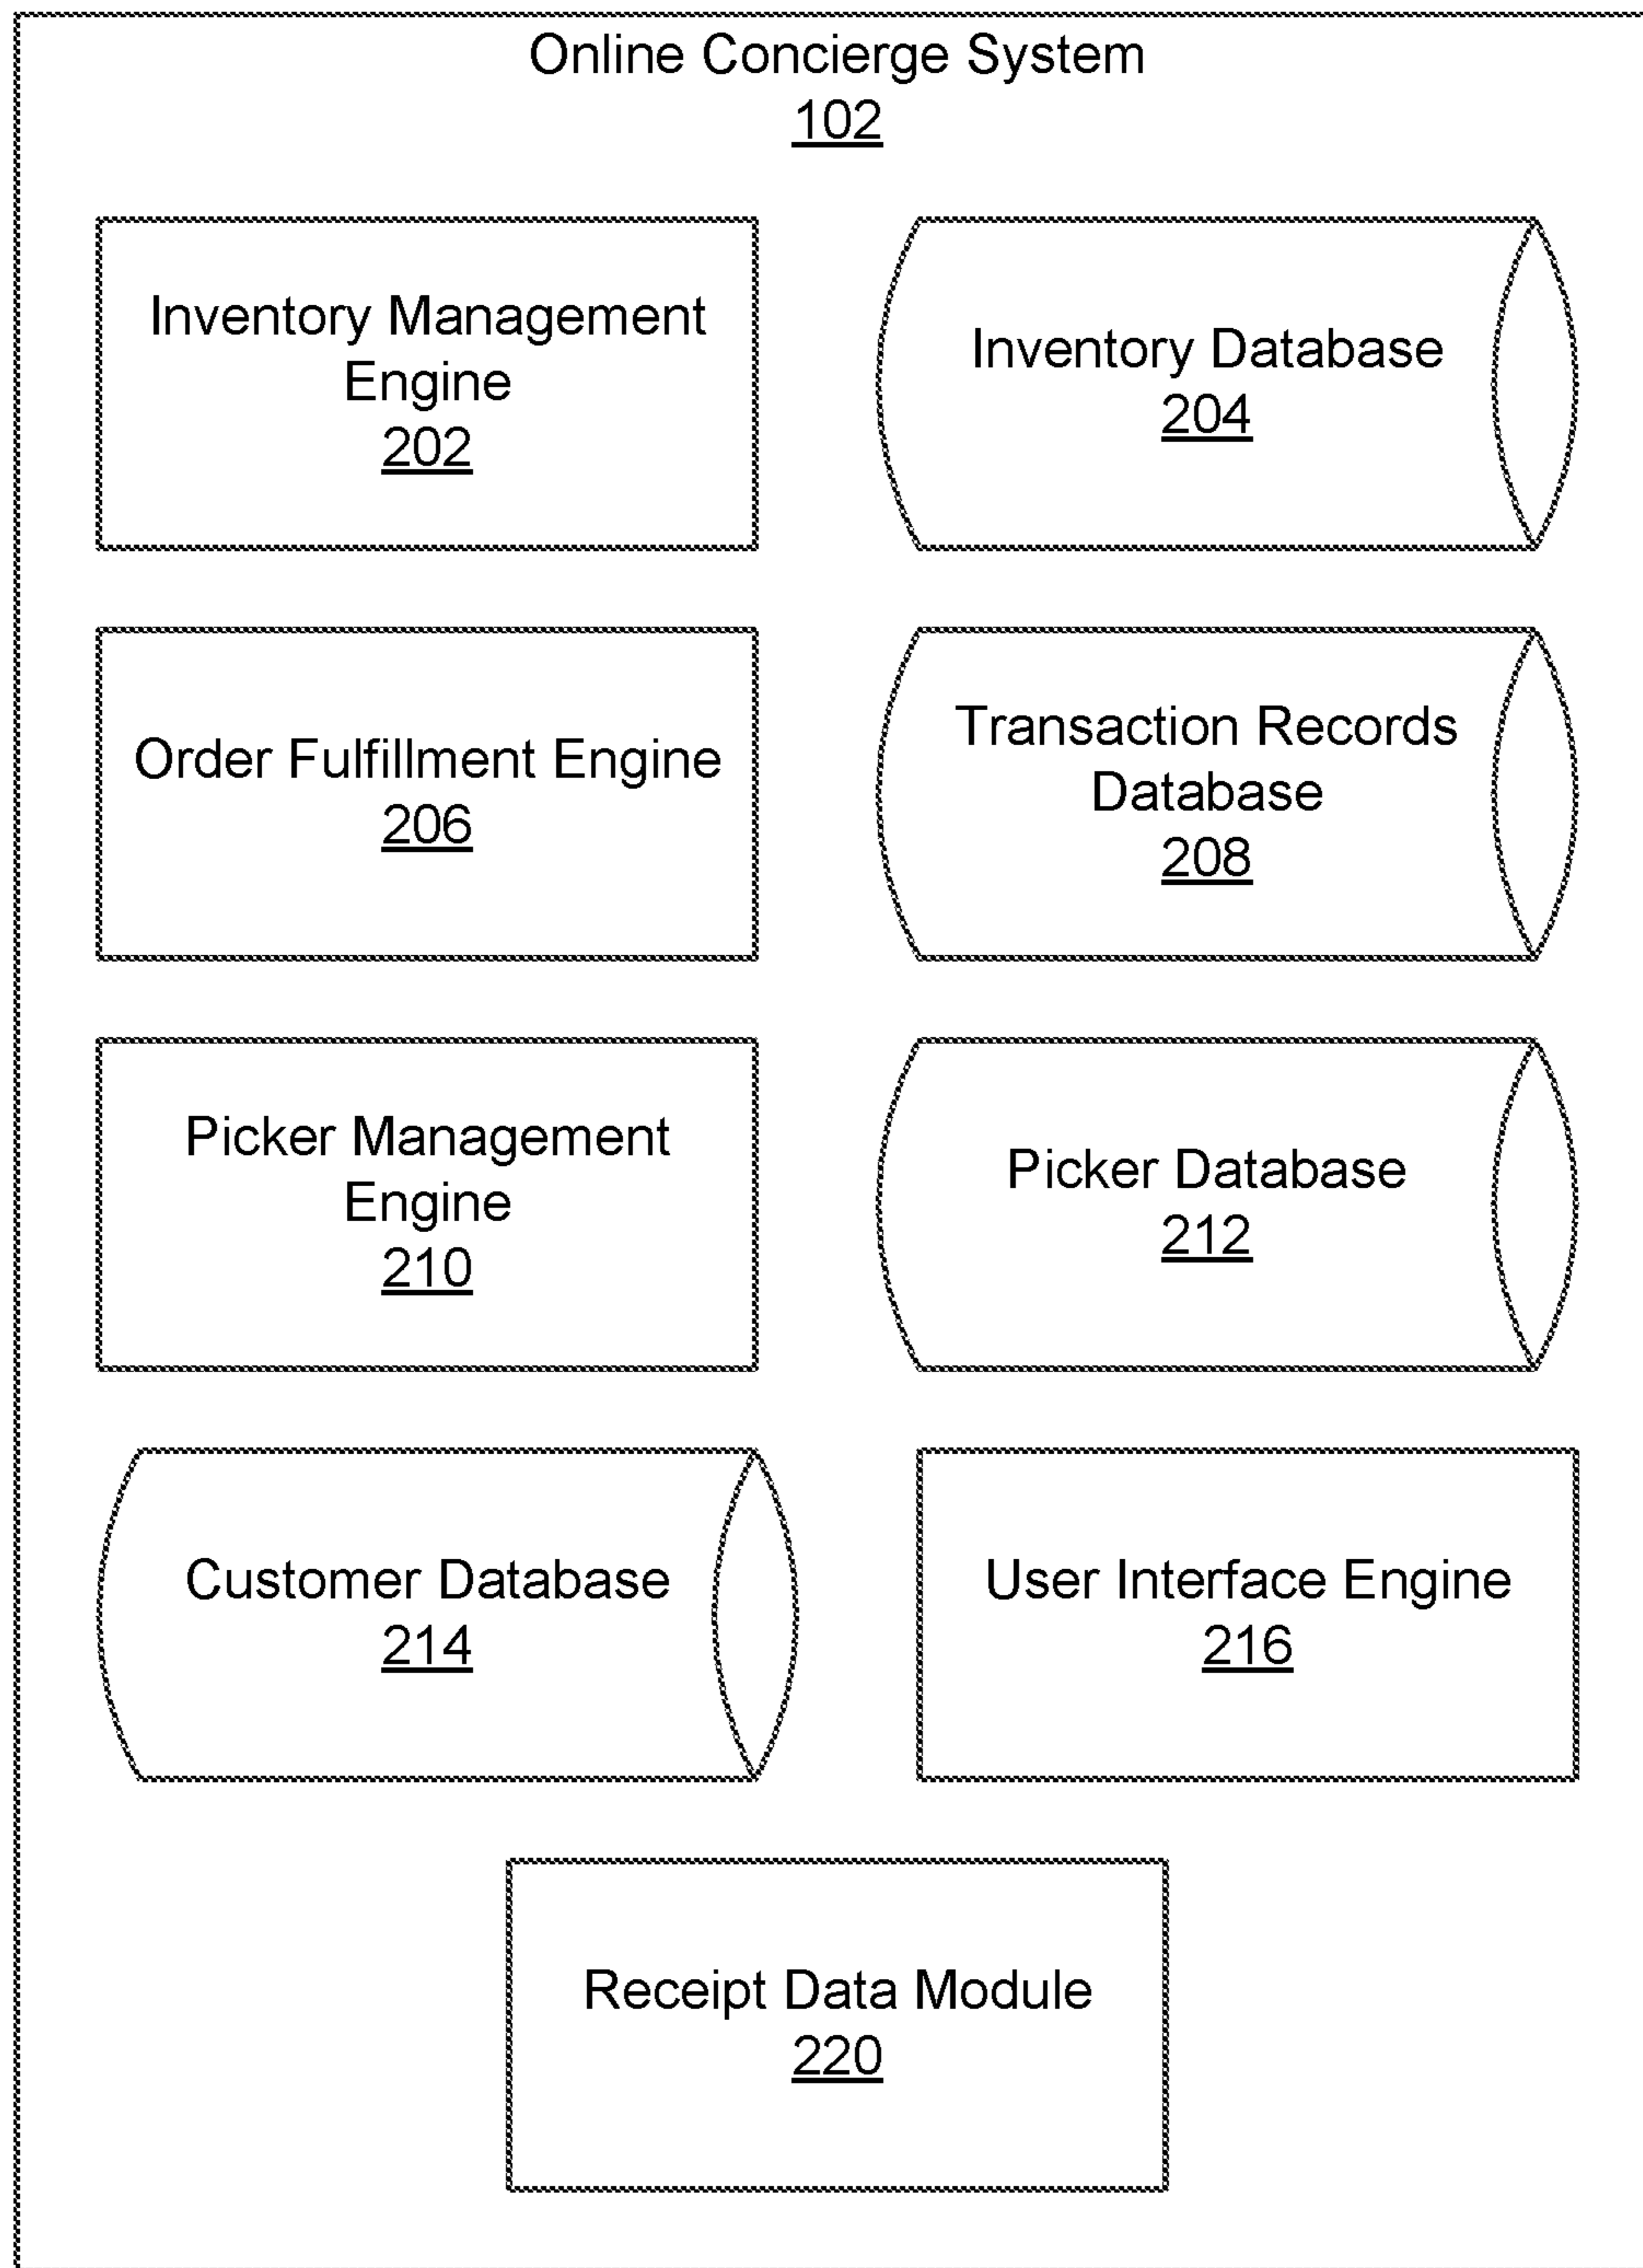 Online Concierge System
102
Inventory Management
Engine
202
Inventory Database
204
Order Fulfillment Engine
206
Transaction Records
Database
208
Picker Management
Engine
210
Picker Database
212
Customer Database
214
User Interface Engine
216
Receipt Data Module
220